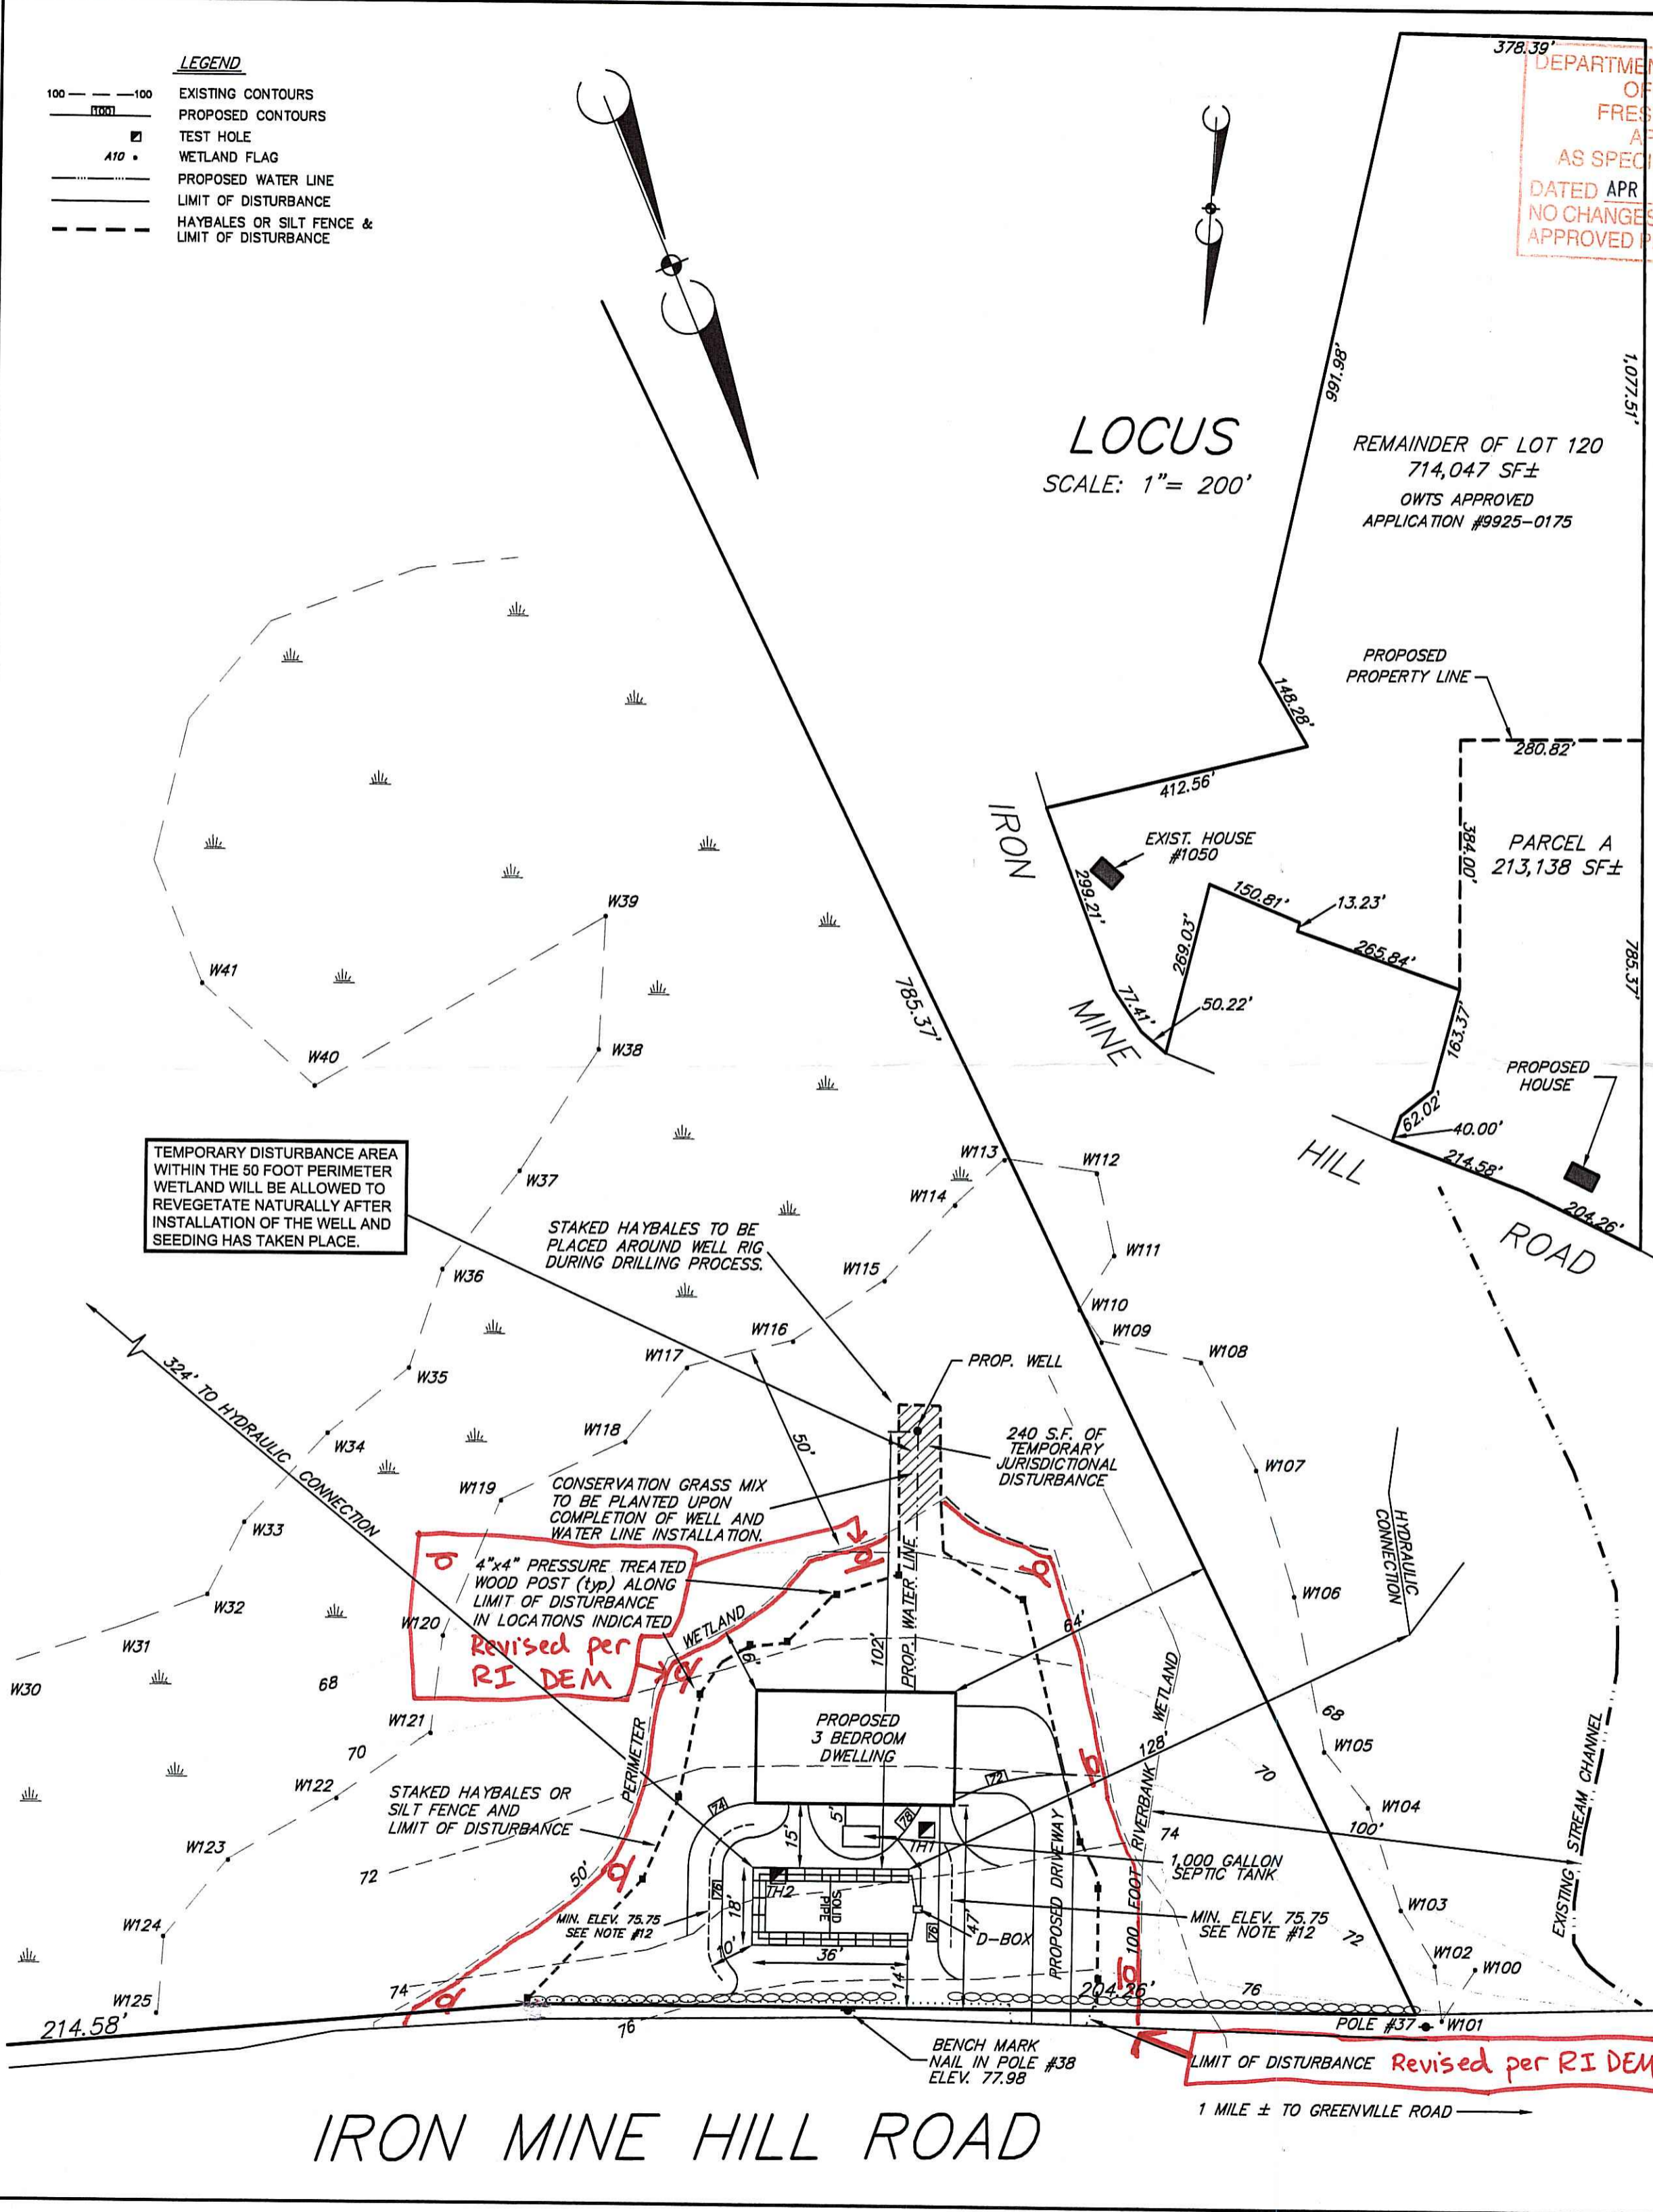 LEGEND
100 — — —100 EXISTING CONTOURS
100 PROPOSED CONTOURS
TEST HOLE
A10 • WETLAND FLAG
PROPOSED WATER LINE
LIMIT OF DISTURBANCE
HAYBALES OR SILT FENCE &
LIMIT OF DISTURBANCE
378.39'
DEPARTMEN
OF
FRES
AP
AS SPECI
DATED APR
NO CHANGES
APPROVED P
991.98'
1,077.51'
LOCUS
SCALE: 1"= 200'
REMAINDER OF LOT 120
714,047 SF±
OWTS APPROVED
APPLICATION #9925-0175
PROPOSED
PROPERTY LINE
148.28'
280.82'
412.56'
IRON
EXIST. HOUSE
#1050
384.00'
PARCEL A
213,138 SF±
299.21'
150.81'
13.23'
269.03'
265.84'
785.37'
77.41'
50.22'
MINE
163.37'
PROPOSED
HOUSE
62.02'
40.00'
HILL
214.58'
204.26'
ROAD
W39
W41
785.37'
W38
W40
TEMPORARY DISTURBANCE AREA
WITHIN THE 50 FOOT PERIMETER
WETLAND WILL BE ALLOWED TO
REVEGETATE NATURALLY AFTER
INSTALLATION OF THE WELL AND
SEEDING HAS TAKEN PLACE.
W113
W112
W37
W114
STAKED HAYBALES TO BE
PLACED AROUND WELL RIG
DURING DRILLING PROCESS.
W111
W36
W115
W110
W116
W109
W117
PROP. WELL
W108
W35
324' TO HYDRAULIC CONNECTION
W118
50'
240 S.F. OF
TEMPORARY
JURISDICTIONAL
DISTURBANCE
W34
W107
W119
CONSERVATION GRASS MIX
TO BE PLANTED UPON
COMPLETION OF WELL AND
WATER LINE INSTALLATION.
W33
HYDRAULIC
CONNECTION
4"x4" PRESSURE TREATED
WOOD POST (typ) ALONG
LIMIT OF DISTURBANCE
IN LOCATIONS INDICATED
Revised per
RI DEM
W32
W120
W106
WETLAND
PROP. WATER LINE
102'
64'
W31
W30
68
PROPOSED
3 BEDROOM
DWELLING
W121
PERIMETER
128'
68
70
W105
W122
70
STAKED HAYBALES OR
SILT FENCE AND
LIMIT OF DISTURBANCE
74
72
15'
5'
78
TH1
W104
W123
72
50'
74
100'
1,000 GALLON
SEPTIC TANK
TH2
18'
SOLID
PIPE
PROPOSED DRIVEWAY
100 FOOT RIVERBANK WETLAND
EXISTING STREAM CHANNEL
W124
MIN. ELEV. 75.75
SEE NOTE #12
76
10'
36'
76
47'
D-BOX
MIN. ELEV. 75.75
SEE NOTE #12
W103
72
14'
W102
W100
74
204.26'
76
W125
214.58'
76
POLE #37
W101
BENCH MARK
NAIL IN POLE #38
ELEV. 77.98
LIMIT OF DISTURBANCE Revised per RI DEM
1 MILE ± TO GREENVILLE ROAD
IRON MINE HILL ROAD